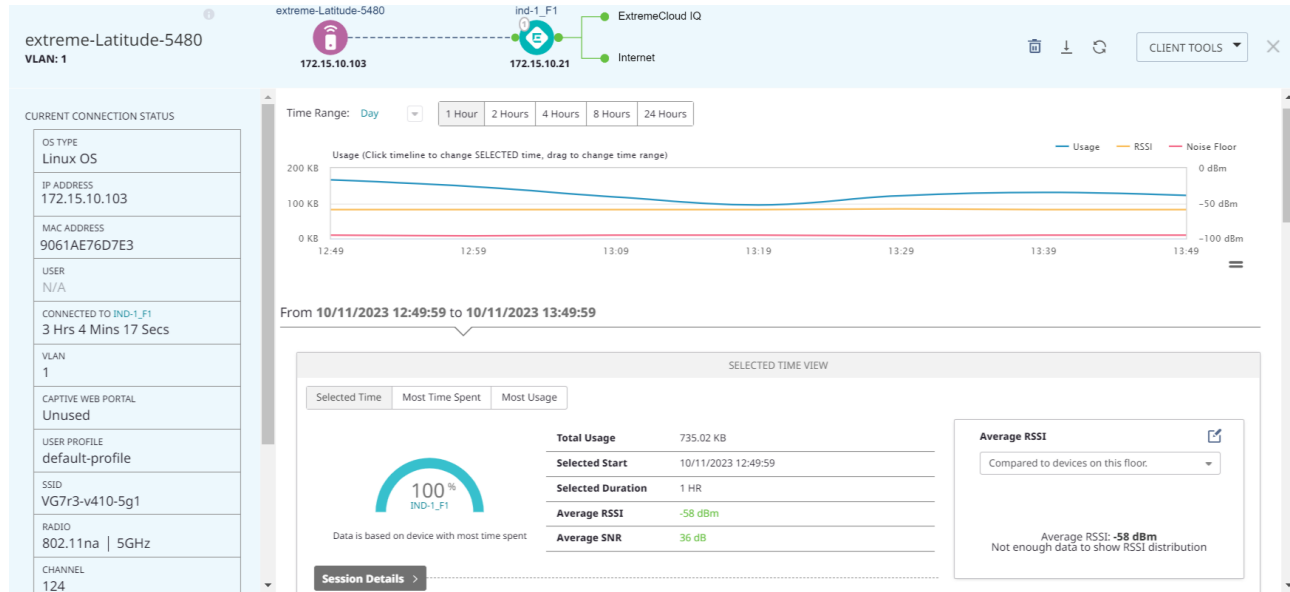 extreme-Latitude-5480
VLAN: 1
extreme-Latitude-5480
172.15.10.103
ind-1_F1
1
172.15.10.21
ExtremeCloud IQ
Internet
CLIENT TOOLS
CURRENT CONNECTION STATUS
OS TYPE
Linux OS
IP ADDRESS
172.15.10.103
MAC ADDRESS
9061AE76D7E3
USER
N/A
CONNECTED TO IND-1_F1
3 Hrs 4 Mins 17 Secs
VLAN
1
CAPTIVE WEB PORTAL
Unused
USER PROFILE
default-profile
SSID
VG7r3-v410-5g1
RADIO
802.11na | 5GHz
CHANNEL
124
Time Range: Day
1 Hour 2 Hours 4 Hours 8 Hours 24 Hours
Usage RSSI Noise Floor
Usage (Click timeline to change SELECTED time, drag to change time range)
200 KB 0 dBm
100 KB -50 dBm
0 KB -100 dBm
12:49 12:59 13:09 13:19 13:29 13:39 13:49
From 10/11/2023 12:49:59 to 10/11/2023 13:49:59
SELECTED TIME VIEW
Selected Time Most Time Spent Most Usage
100 %
IND-1_F1
Data is based on device with most time spent
Total Usage 735.02 KB
Selected Start 10/11/2023 12:49:59
Selected Duration 1 HR
Average RSSI -58 dBm
Average SNR 36 dB
Session Details >
Average RSSI
Compared to devices on this floor.
Average RSSI: -58 dBm
Not enough data to show RSSI distribution